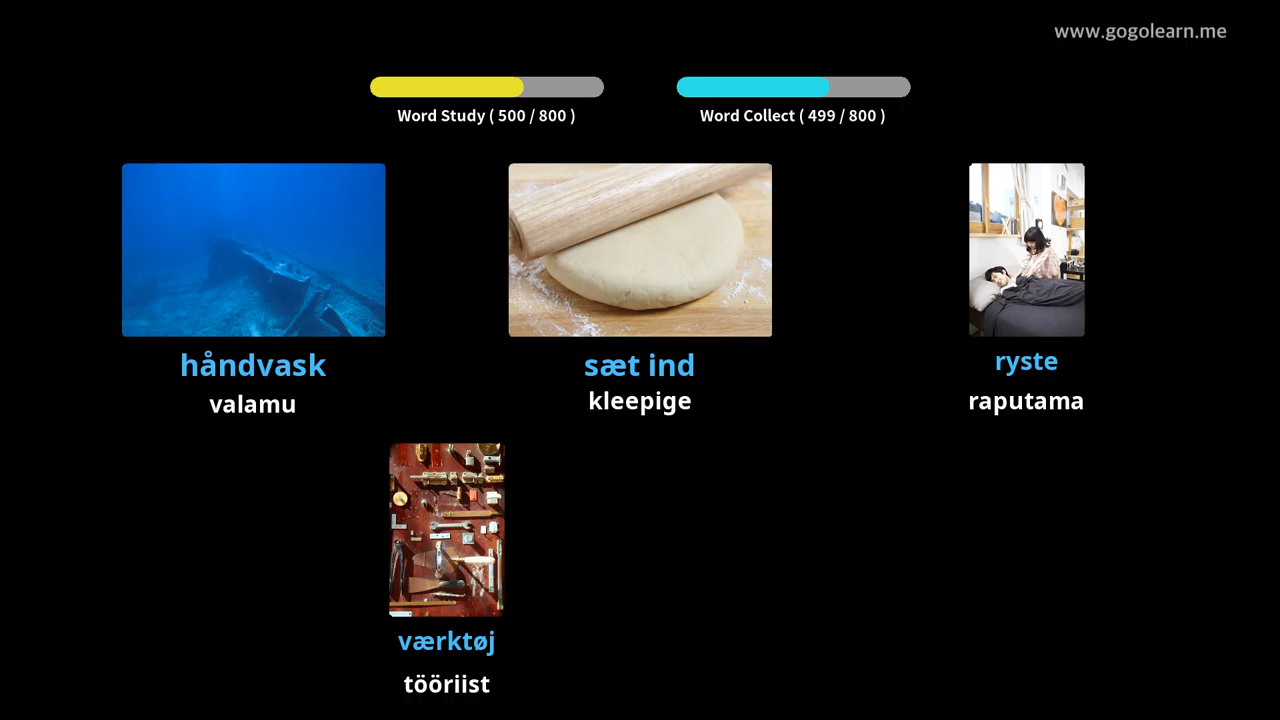 www.gogolearn.me
Word Study ( 500 / 800 )
Word Collect ( 499 / 800 )
håndvask
sæt ind
ryste
valamu
kleepige
raputama
værktøj
tööriist